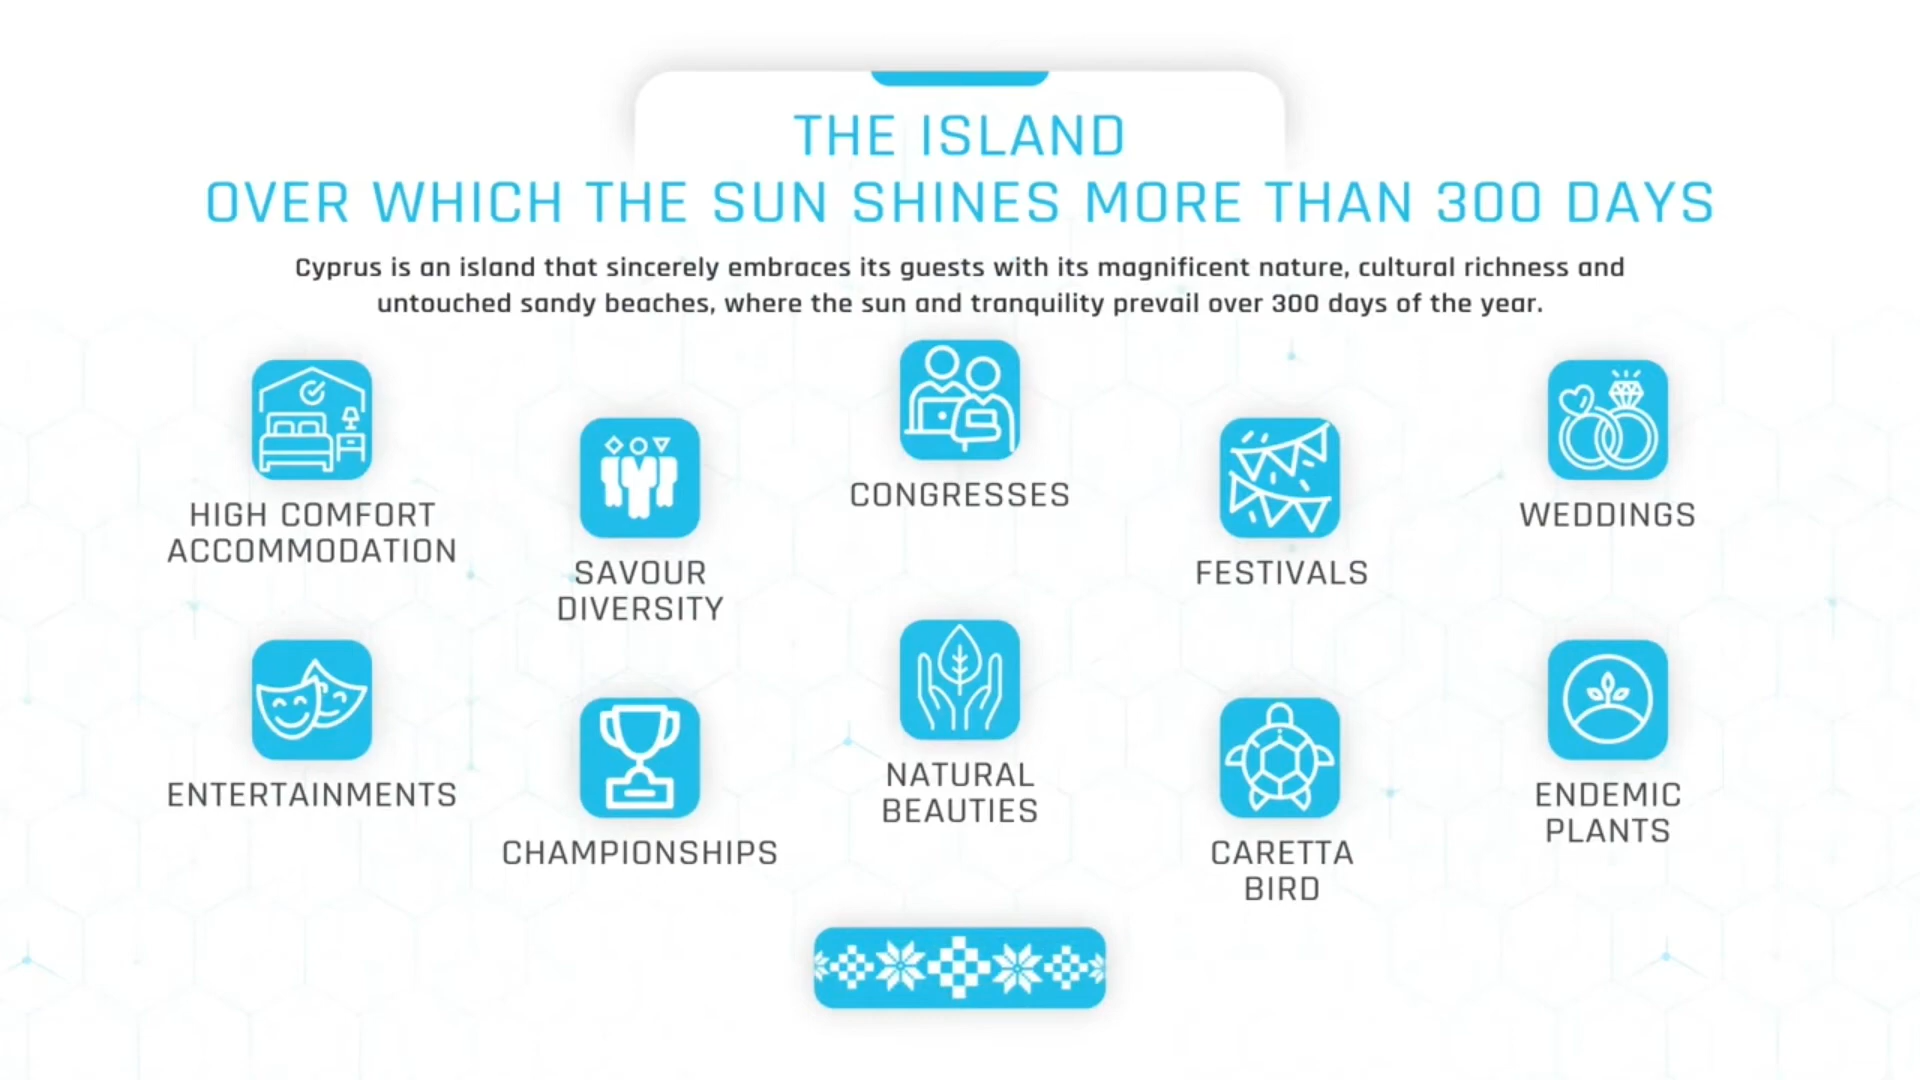 THE ISLAND
OVER WHICH THE SUN SHINES MORE THAN 300 DAYS
Cyprus is an island that sincerely embraces its guests with its magnificent nature, cultural richness and
untouched sandy beaches, where the sun and tranquility prevail over 300 days of the year.
HIGH COMFORT
ACCOMMODATION
SAVOUR
DIVERSITY
CONGRESSES
FESTIVALS
WEDDINGS
ENTERTAINMENTS
CHAMPIONSHIPS
NATURAL
BEAUTIES
CARETTA
BIRD
ENDEMIC
PLANTS